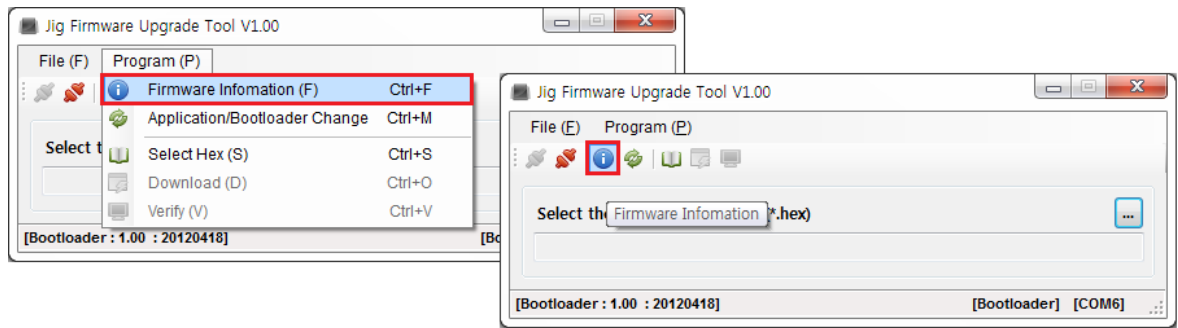 Jig Firmware Upgrade Tool V1.00
File (F) Program (P)
Firmware Infomation (F) Ctrl+F
Application/Bootloader Change Ctrl+M
Select t
Select Hex (S) Ctrl+S
Download (D) Ctrl+O
Verify (V) Ctrl+V
[Bootloader : 1.00 : 20120418] [Bo
Jig Firmware Upgrade Tool V1.00
File (F) Program (P)
Select th Firmware Infomation *.hex) ...
[Bootloader : 1.00 : 20120418] [Bootloader] [COM6]